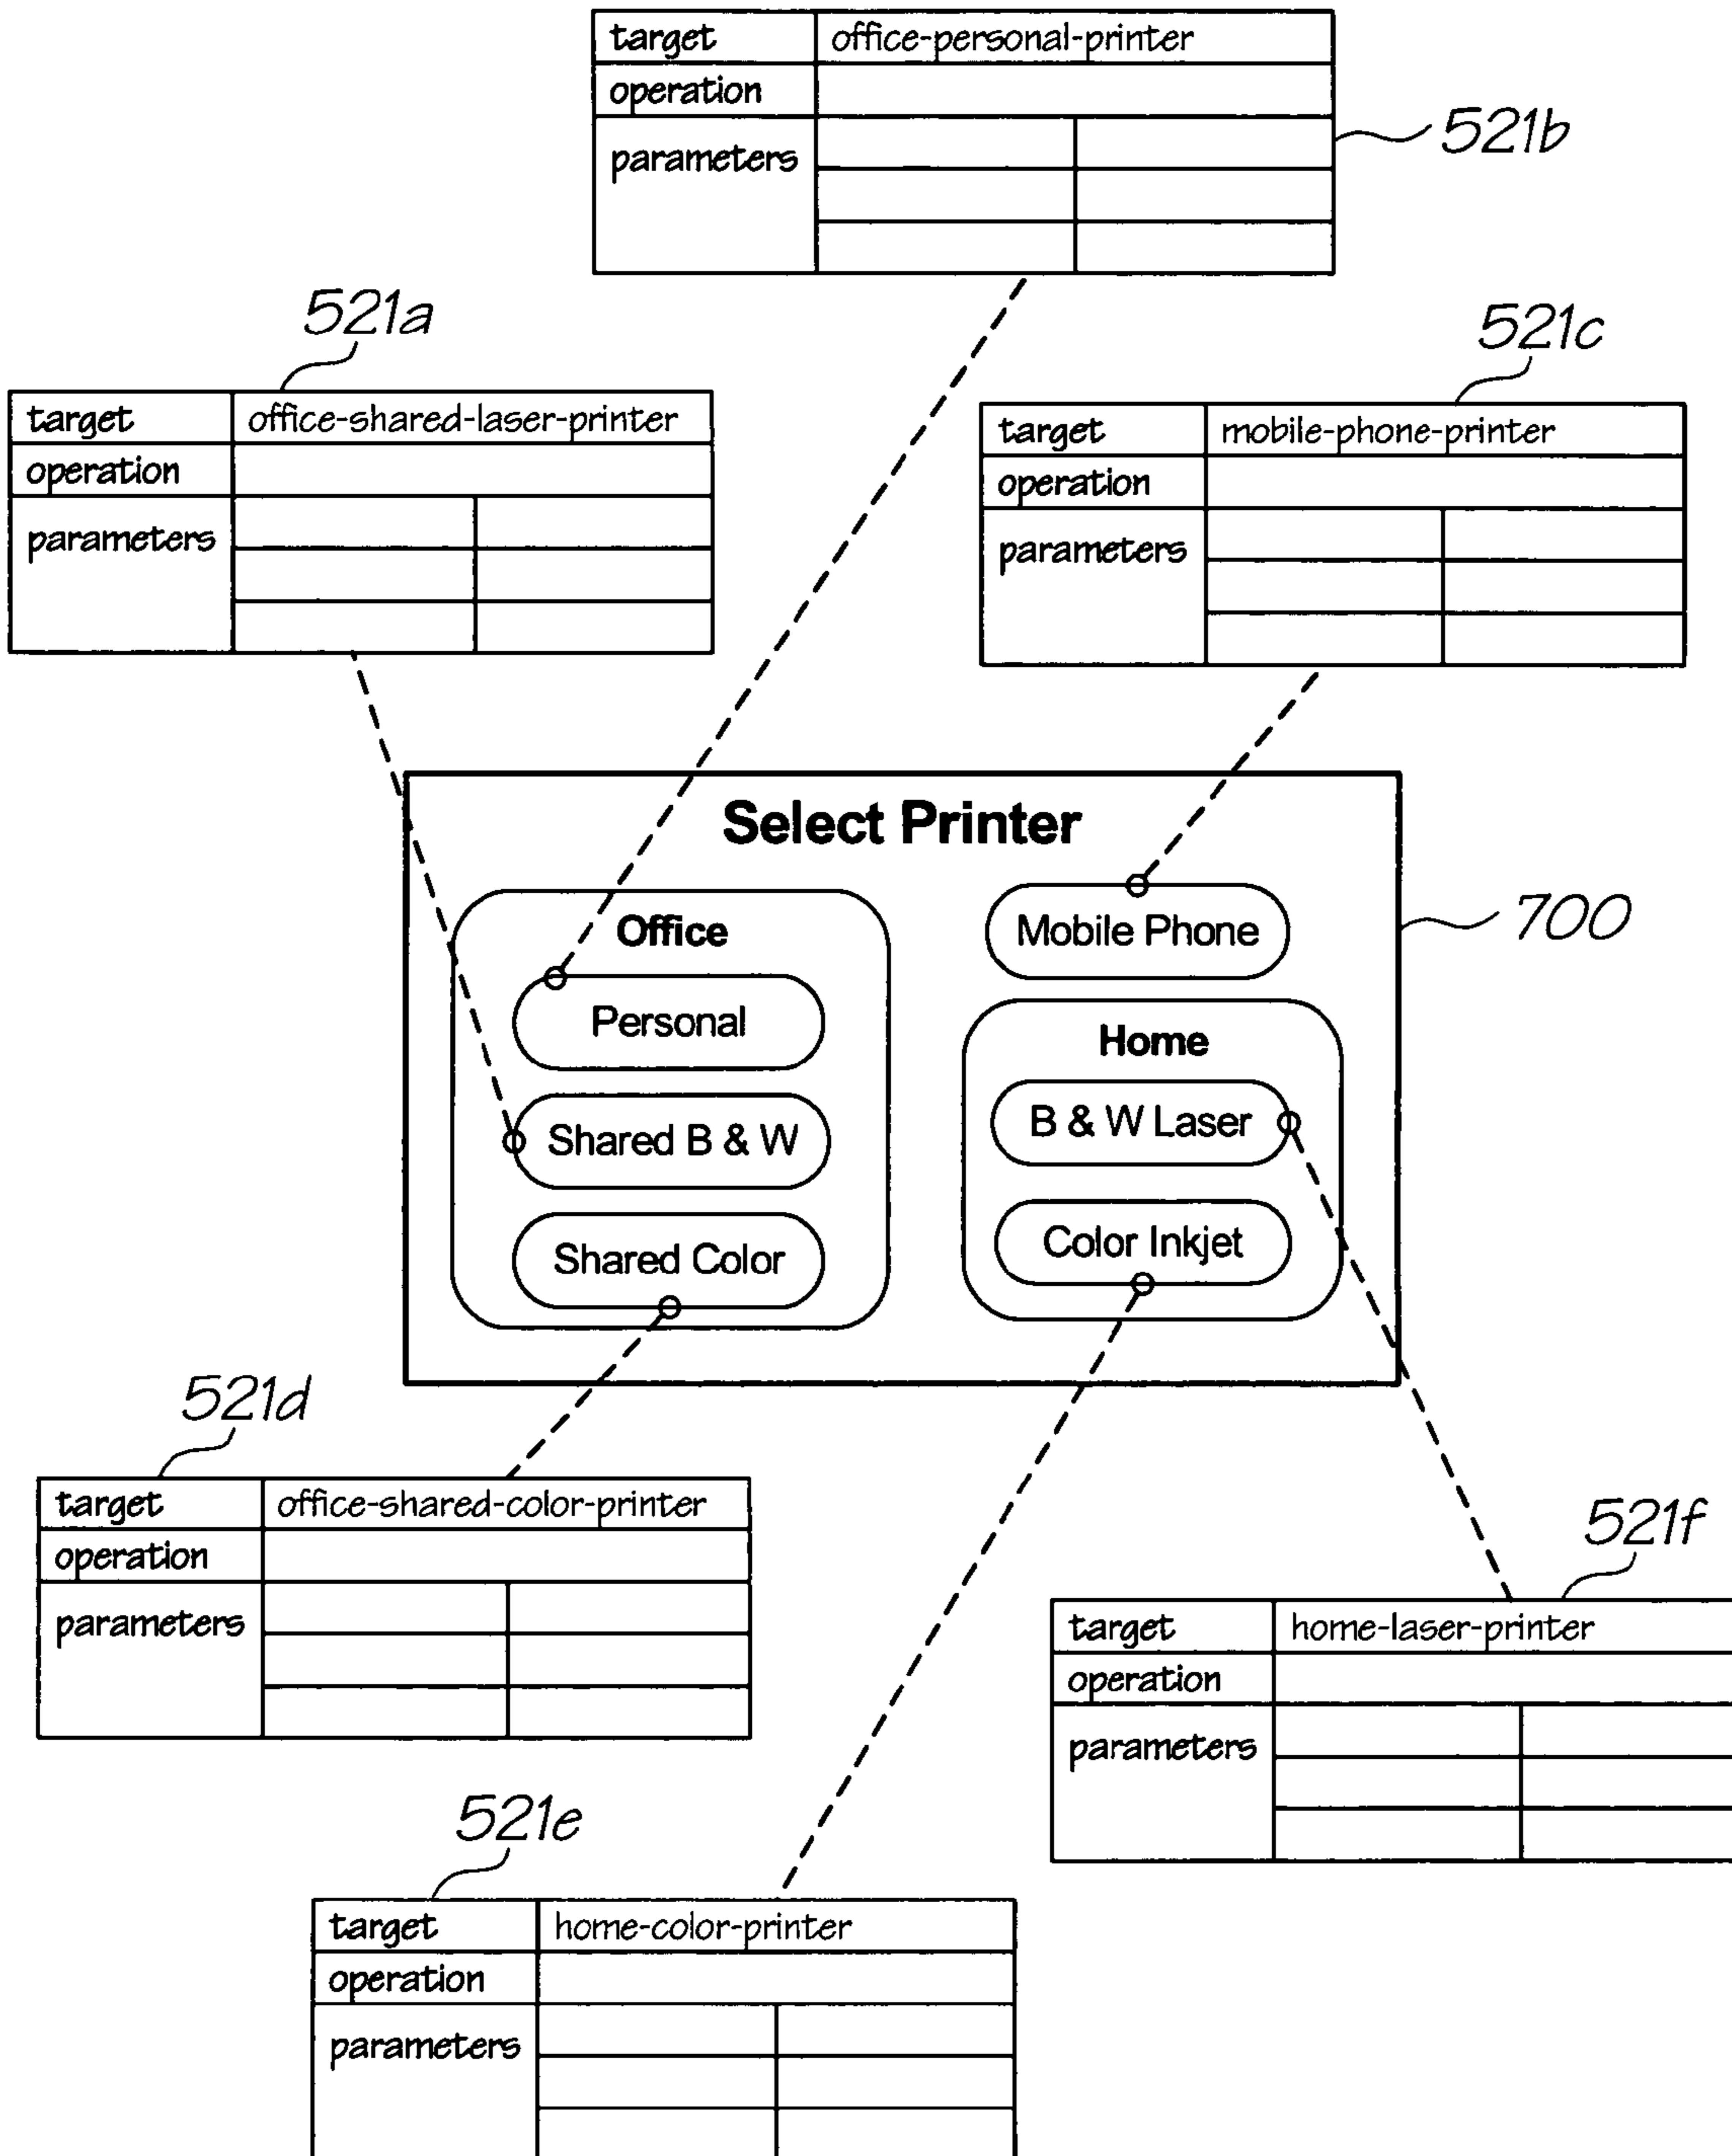 target office-personal-printer
operation
parameters
521b
521a
target office-shared-laser-printer
operation
parameters
521c
target mobile-phone-printer
operation
parameters
Select Printer
Office
Personal
Shared B & W
Shared Color
Mobile Phone
Home
B & W Laser
Color Inkjet
700
521d
target office-shared-color-printer
operation
parameters
521f
target home-laser-printer
operation
parameters
521e
target home-color-printer
operation
parameters